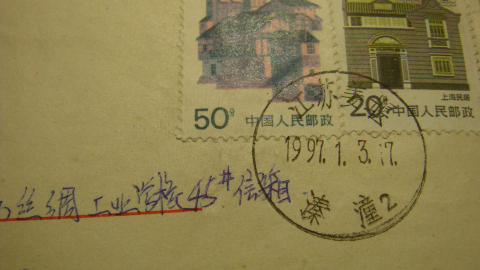 50分 中国人民邮政
上海民居
20分 中国人民邮政
江苏姜
1997.1.3.17.
溱潼2
丝绸工业学校45#信箱